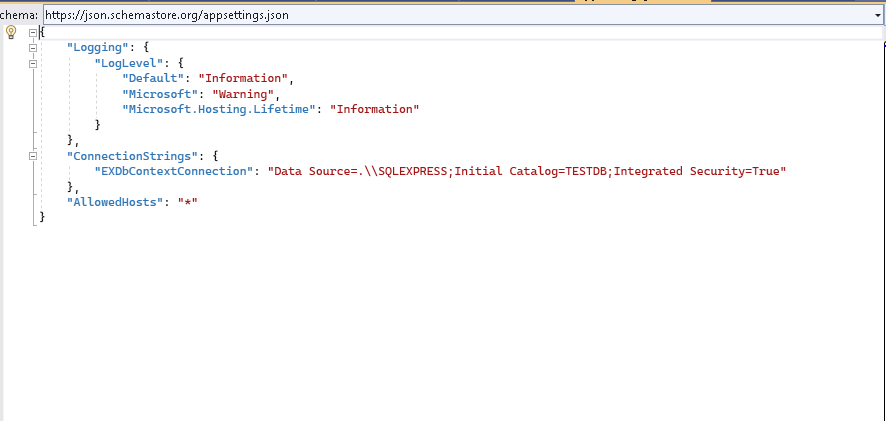 chema: https://json.schemastore.org/appsettings.json
{
"Logging": {
"LogLevel": {
"Default": "Information",
"Microsoft": "Warning",
"Microsoft.Hosting.Lifetime": "Information"
}
},
"ConnectionStrings": {
"EXDbContextConnection": "Data Source=.\\SQLEXPRESS;Initial Catalog=TESTDB;Integrated Security=True"
},
"AllowedHosts": "*"
}